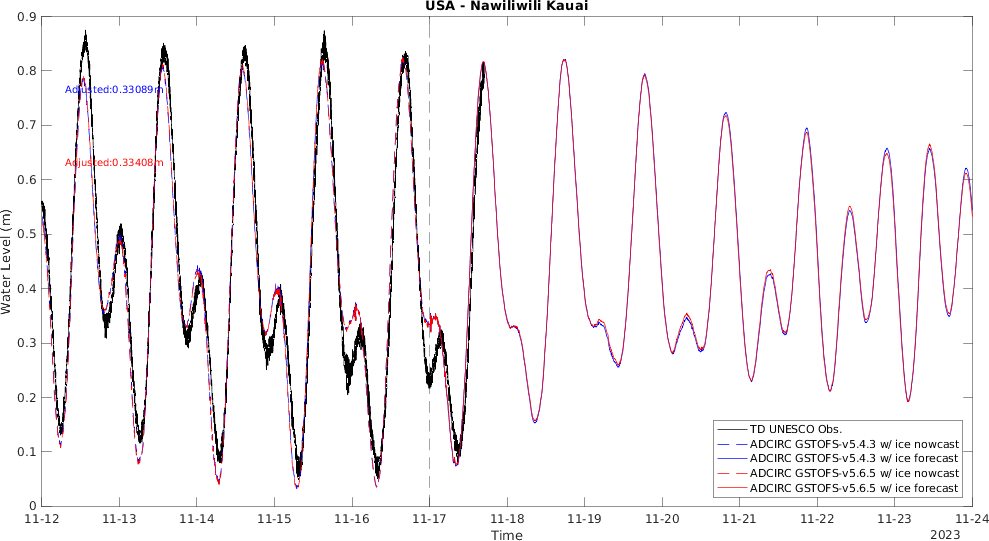 USA - Nawiliwili Kauai
0.9
0.8
0.7
0.6
0.5
0.4
0.3
0.2
0.1
0
Water Level (m)
Adjusted:0.33089m
Adjusted:0.33408m
TD UNESCO Obs.
ADCIRC GSTOFS-v5.4.3 w/ ice nowcast
ADCIRC GSTOFS-v5.4.3 w/ ice forecast
ADCIRC GSTOFS-v5.6.5 w/ ice nowcast
ADCIRC GSTOFS-v5.6.5 w/ ice forecast
11-12 11-13 11-14 11-15 11-16 11-17 11-18 11-19 11-20 11-21 11-22 11-23 11-24
Time
2023